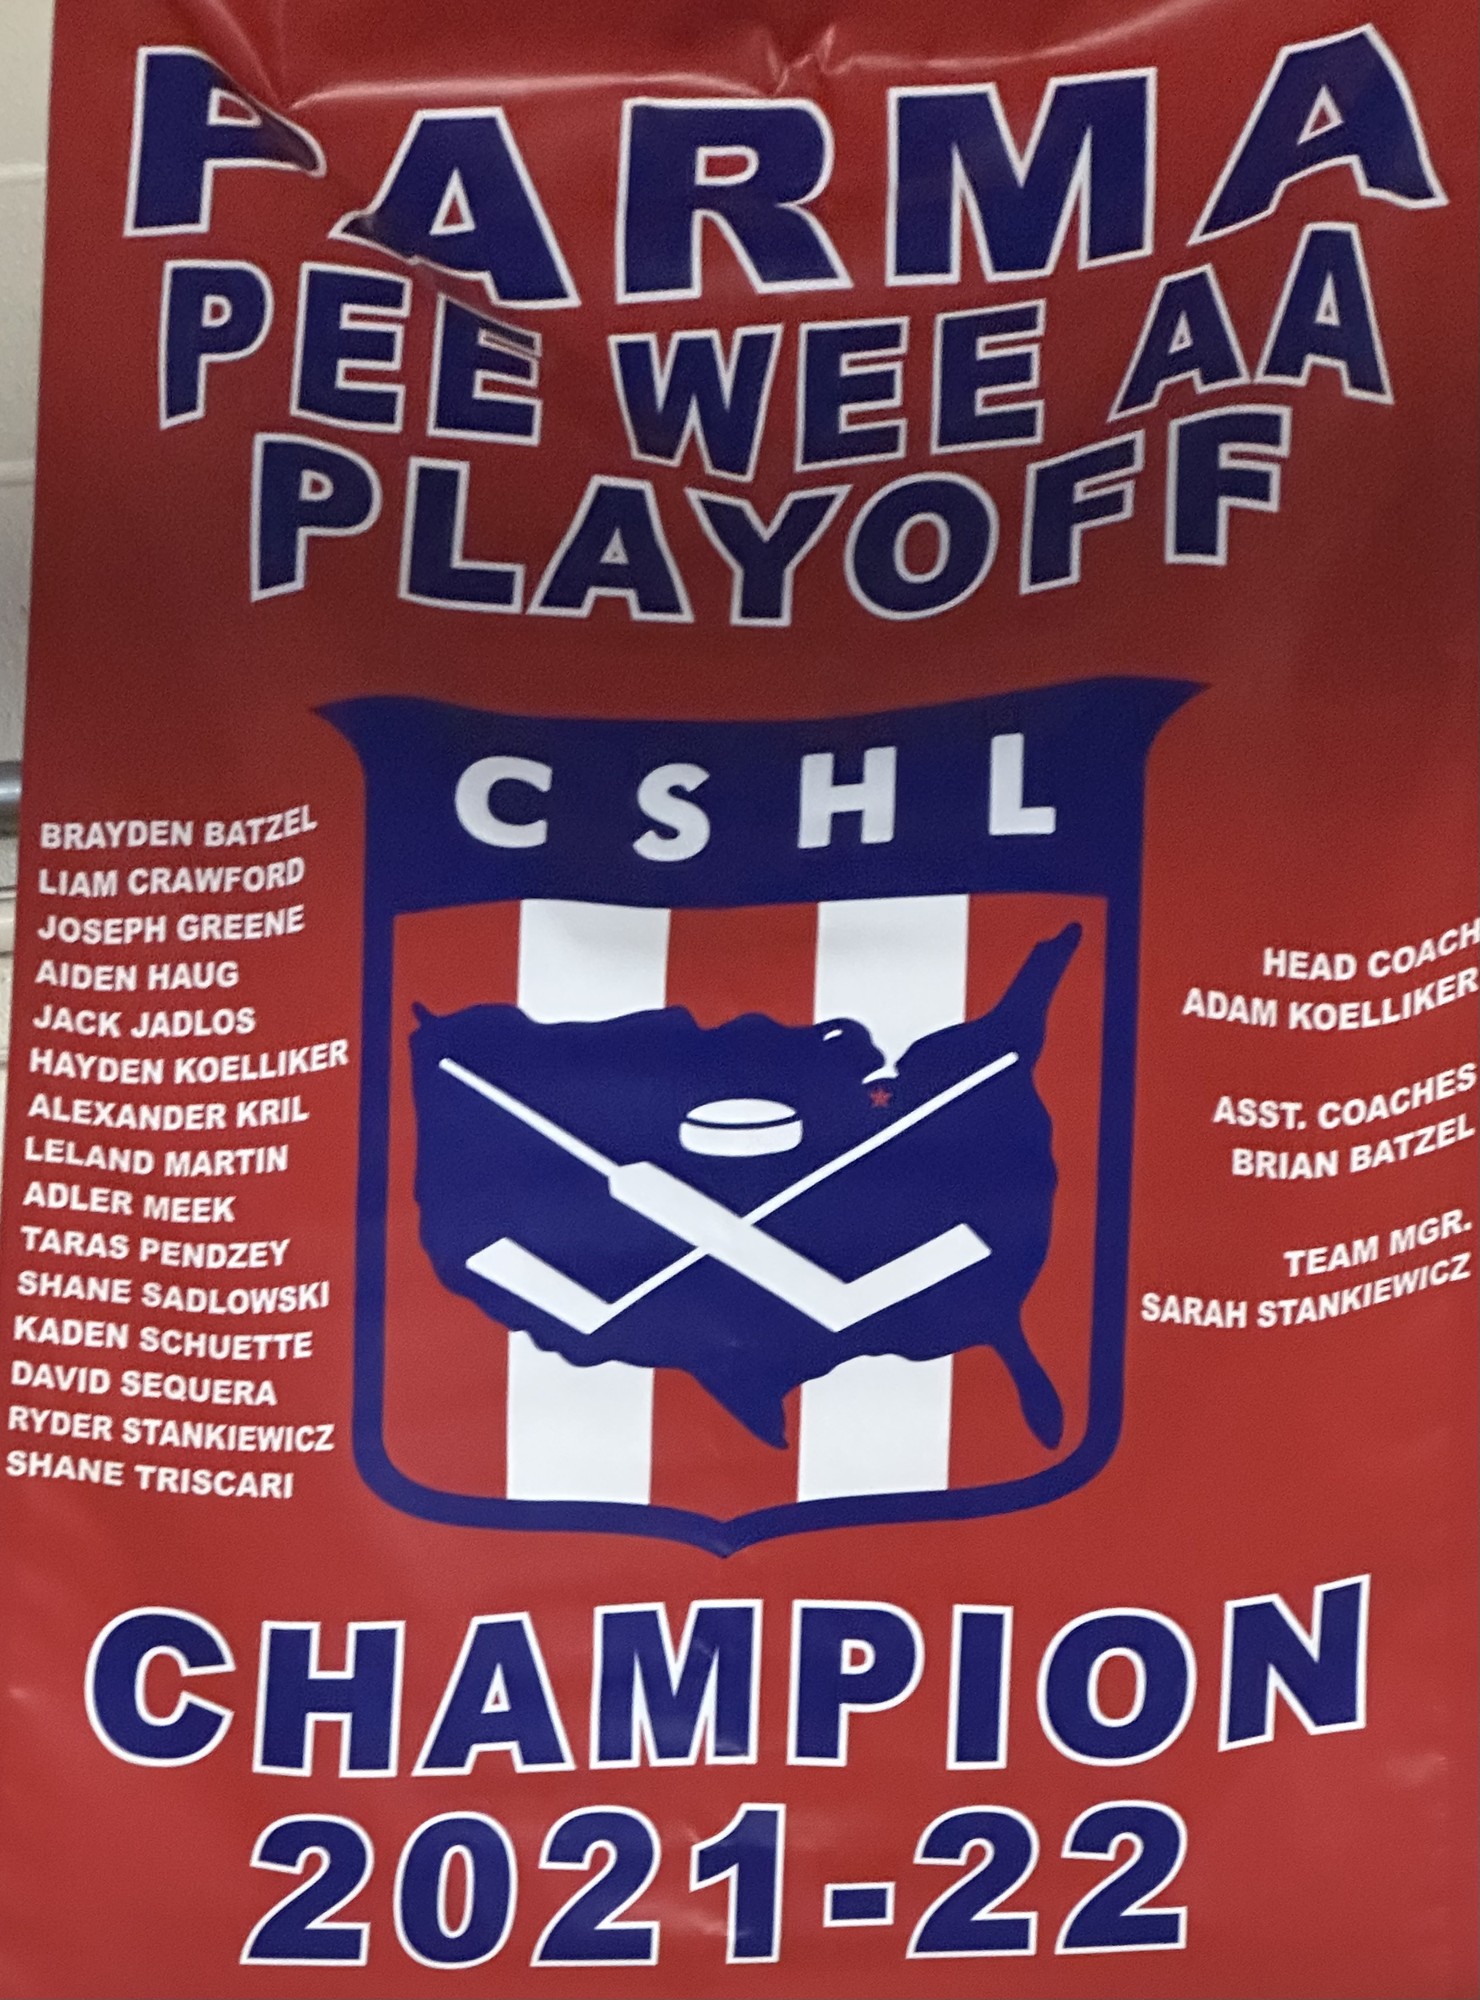 PARMA
PEE WEE AA
PLAYOFF
CSHL
BRAYDEN BATZEL
LIAM CRAWFORD
JOSEPH GREENE
AIDEN HAUG
JACK JADLOS
HAYDEN KOELLIKER
ALEXANDER KRIL
LELAND MARTIN
ADLER MEEK
TARAS PENDZEY
SHANE SADLOWSKI
KADEN SCHUETTE
DAVID SEQUERA
RYDER STANKIEWICZ
SHANE TRISCARI
HEAD COACH
ADAM KOELLIKER
ASST. COACHES
BRIAN BATZEL
TEAM MGR.
SARAH STANKIEWICZ
CHAMPION
2021-22